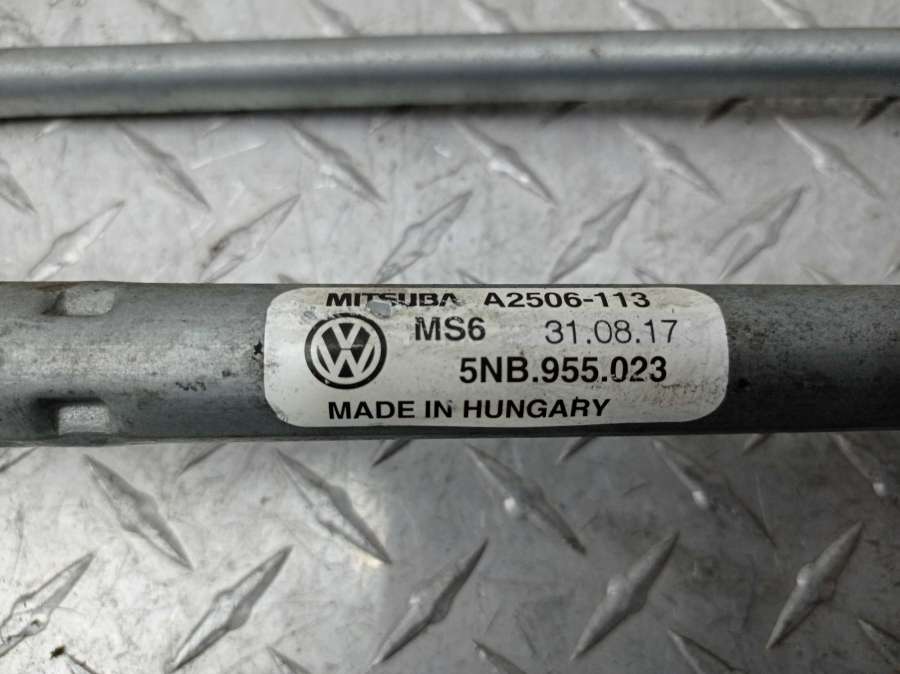 MITSUBA A2506-113
MS6 31.08.17
5NB.955.023
MADE IN HUNGARY